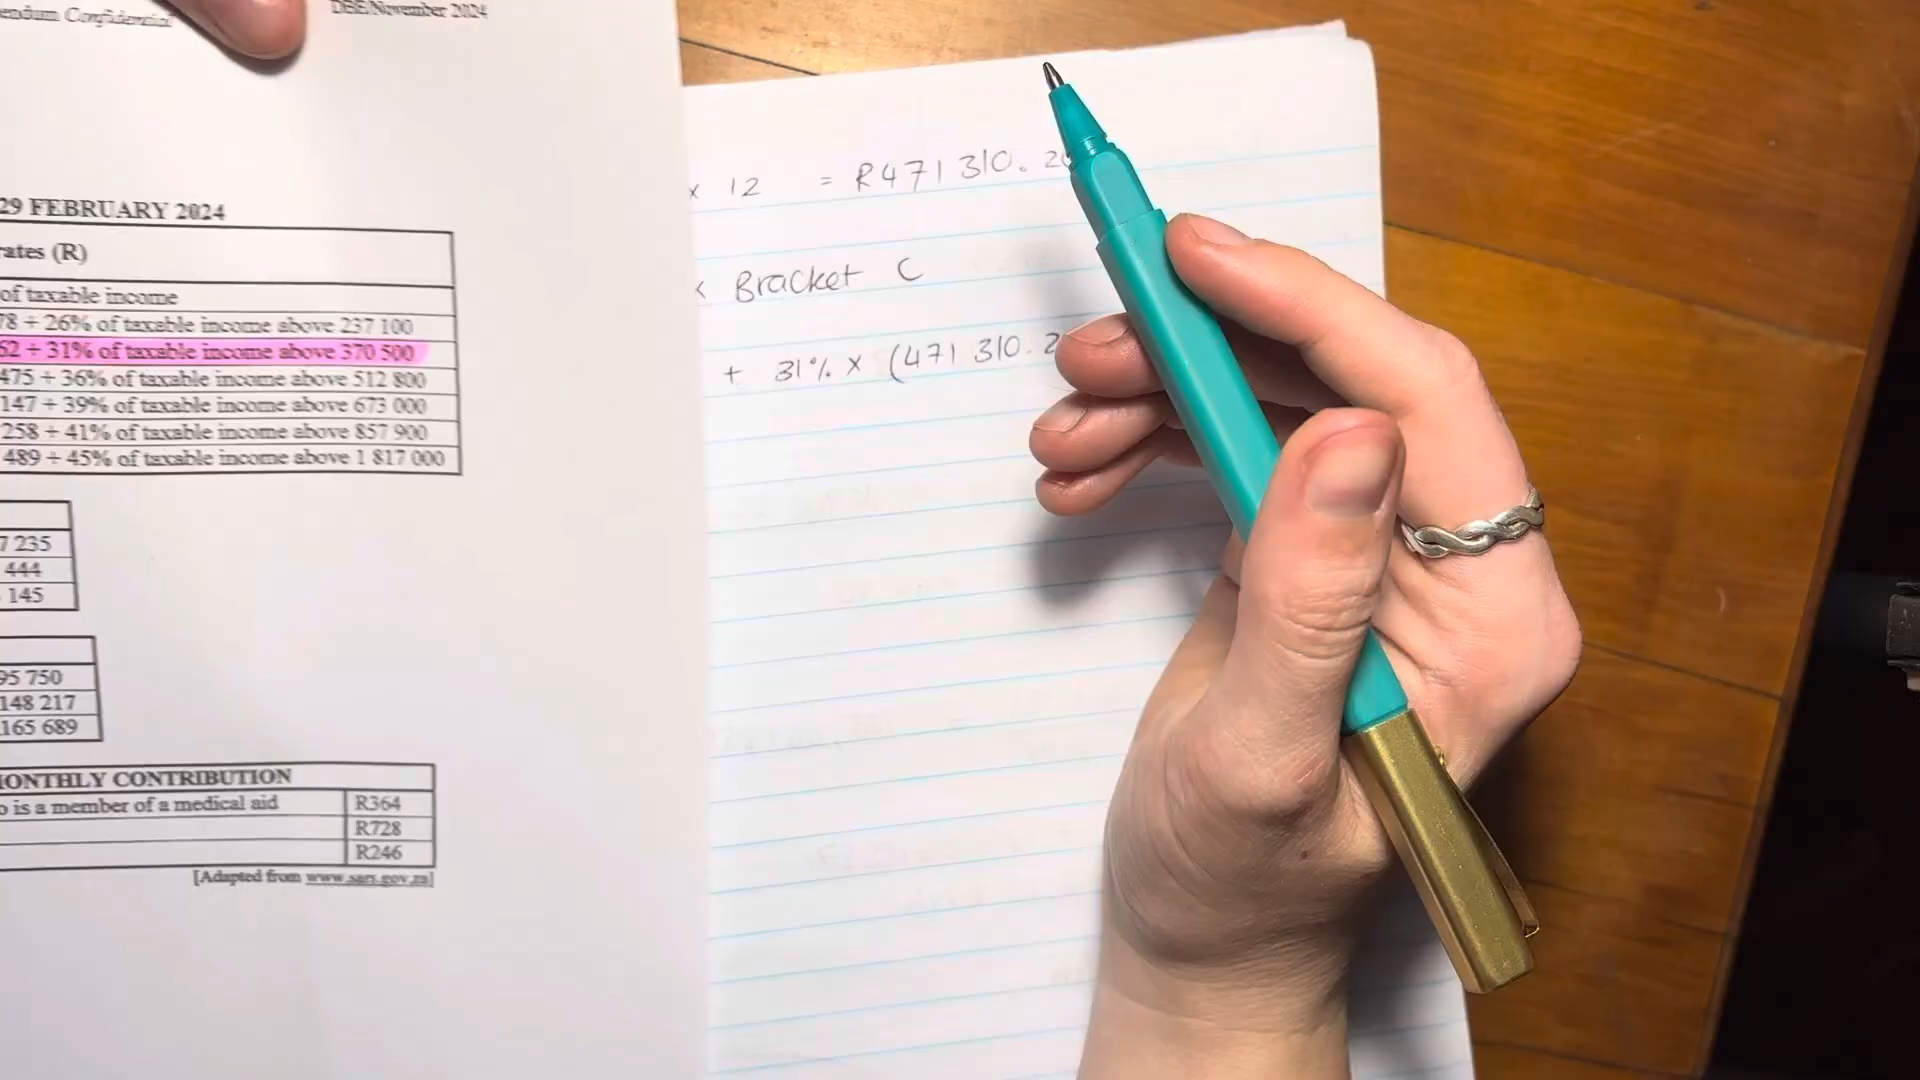 Confidential
DBE/November 2024
29 FEBRUARY 2024
rates (R)
of taxable income
78 + 26% of taxable income above 237 100
62 + 31% of taxable income above 370 500
475 + 36% of taxable income above 512 800
147 + 39% of taxable income above 673 000
258 + 41% of taxable income above 857 900
489 + 45% of taxable income above 1 817 000
7 235
444
145
95 750
148 217
165 689
MONTHLY CONTRIBUTION
is a member of a medical aid R364
R728
R246
[Adapted from www.sars.gov.za]
x 12 = R471 310. 2
Bracket C
+ 31% x (471 310. 2